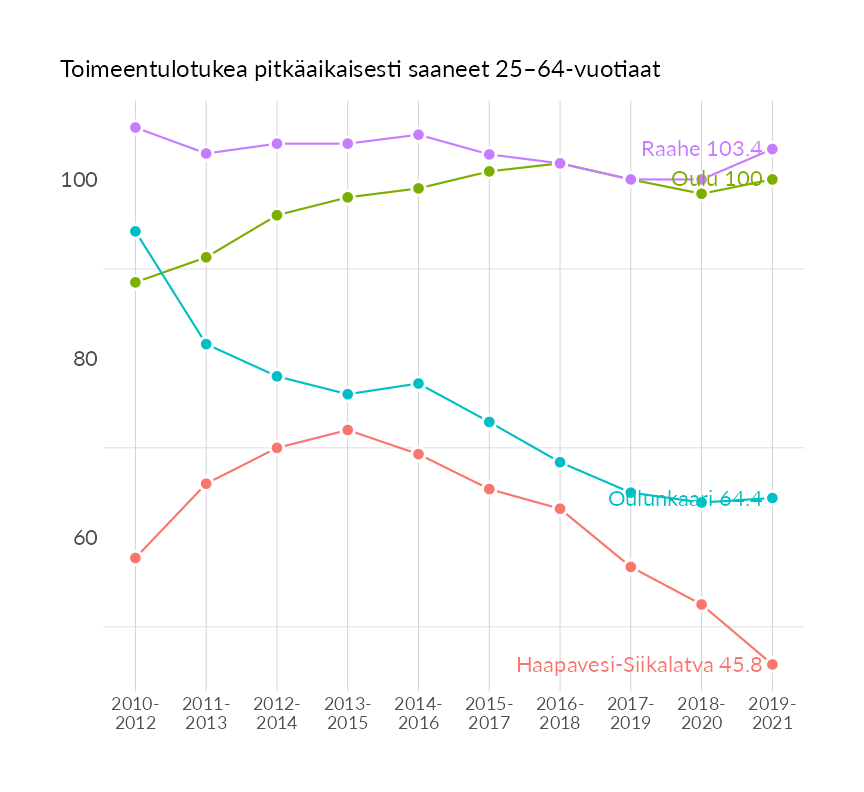 Toimeentulotukea pitkäaikaisesti saaneet 25–64-vuotiaat
Raahe 103.4
100
Oulu 100
80
Oulunkaari 64.4
60
Haapavesi-Siikalatva 45.8
2010- 2011- 2012- 2013- 2014- 2015- 2016- 2017- 2018- 2019-
2012 2013 2014 2015 2016 2017 2018 2019 2020 2021